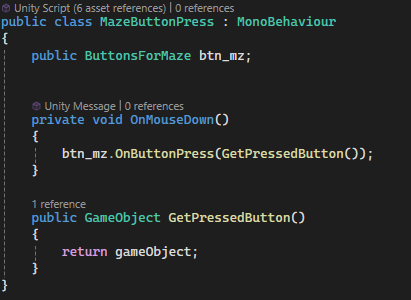 Unity Script (6 asset references) | 0 references
public class MazeButtonPress : MonoBehaviour
{
    public ButtonsForMaze btn_mz;
    Unity Message | 0 references
    private void OnMouseDown()
    {
        btn_mz.OnButtonPress(GetPressedButton());
    }
    1 reference
    public GameObject GetPressedButton()
    {
        return gameObject;
    }
}